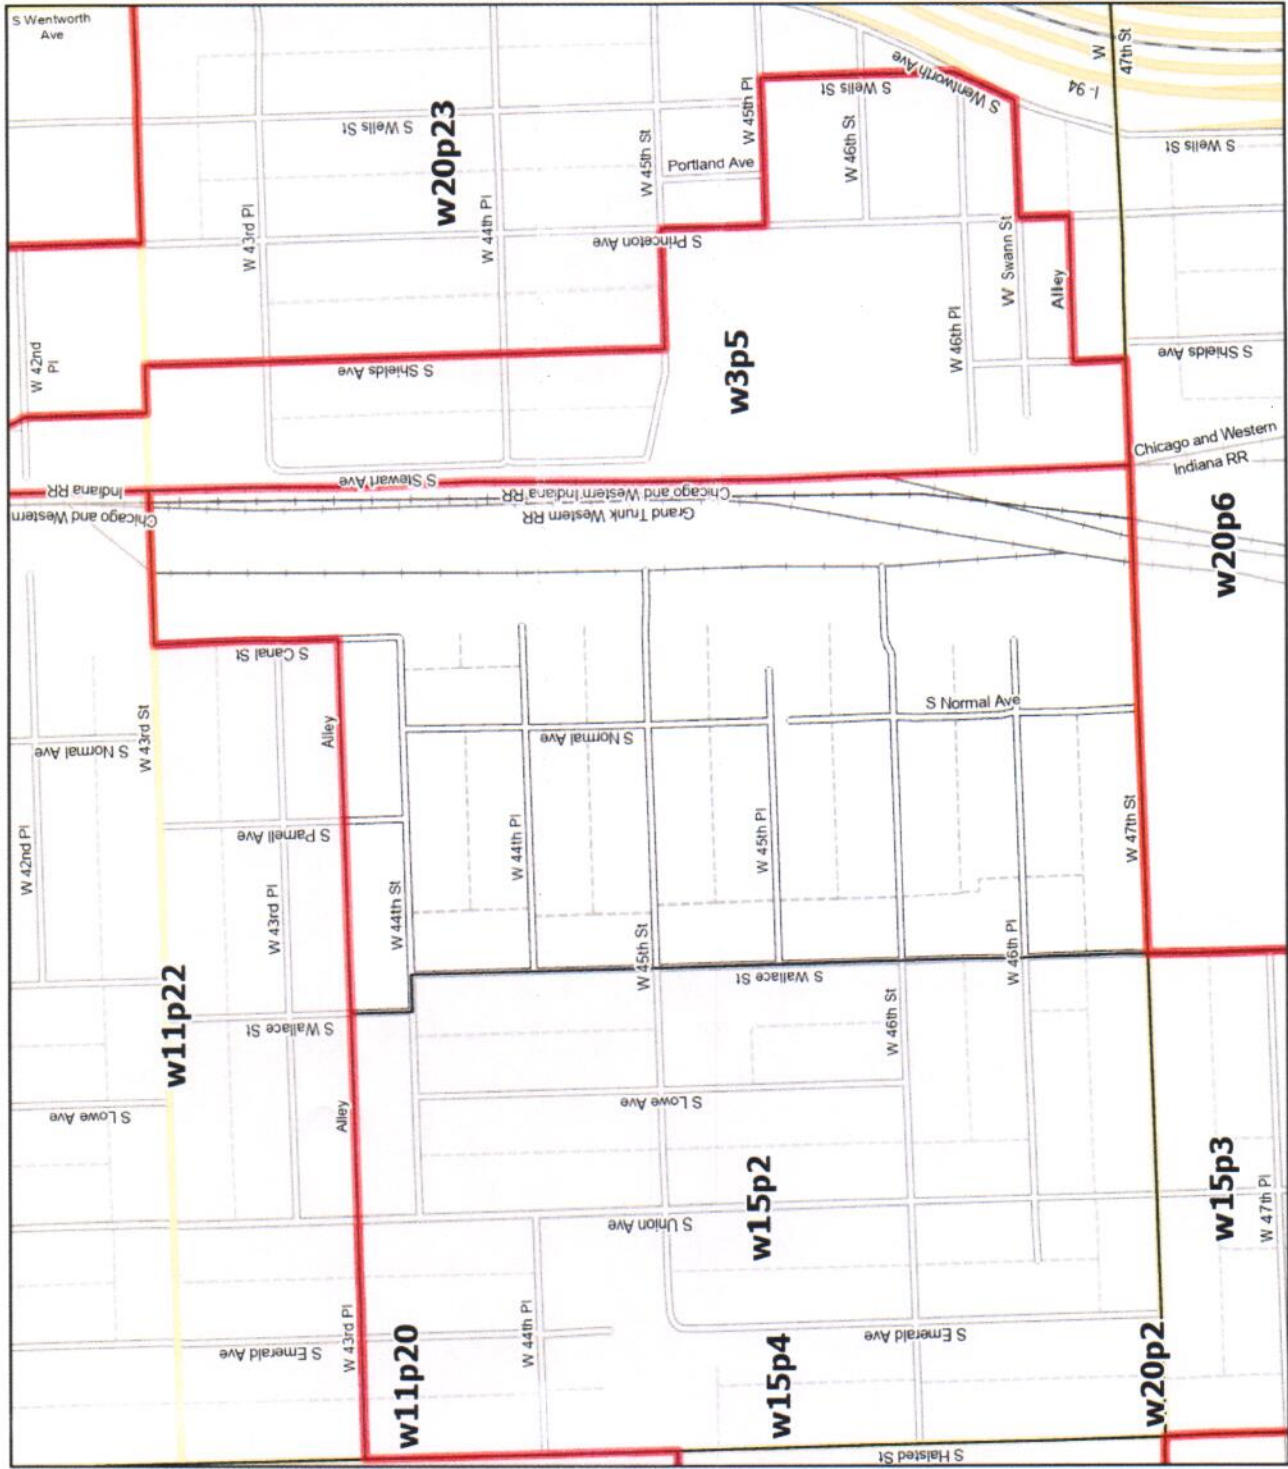 S Wentworth
Ave
W
47th St
I- 94
S Wentworth Ave
S Wells St
S Wells St
S Wells St
w20p23
W 45th Pl
W 45th St
W 46th St
Portland Ave
W 43rd Pl
W 44th Pl
S Princeton Ave
W Swann St
Alley
W 42nd
Pl
S Shields Ave
w3p5
W 46th Pl
S Shields Ave
Chicago and Western
Indiana RR
S Stewart Ave
Indiana RR
Chicago and Western
Chicago and Western Indiana RR
Grand Trunk Western RR
w20p6
S Canal St
Alley
S Normal Ave
W 43rd St
S Normal Ave
S Normal Ave
W 42nd Pl
S Parnell Ave
W 43rd Pl
W 44th St
W 44th Pl
W 45th Pl
W 47th St
W 45th St
W 46th Pl
S Wallace St
w11p22
S Wallace St
W 46th St
S Lowe Ave
Alley
S Lowe Ave
w15p2
w15p3
S Union Ave
W 47th Pl
S Emerald Ave
W 43rd Pl
w11p20
W 44th Pl
w15p4
S Emerald Ave
w20p2
S Halsted St